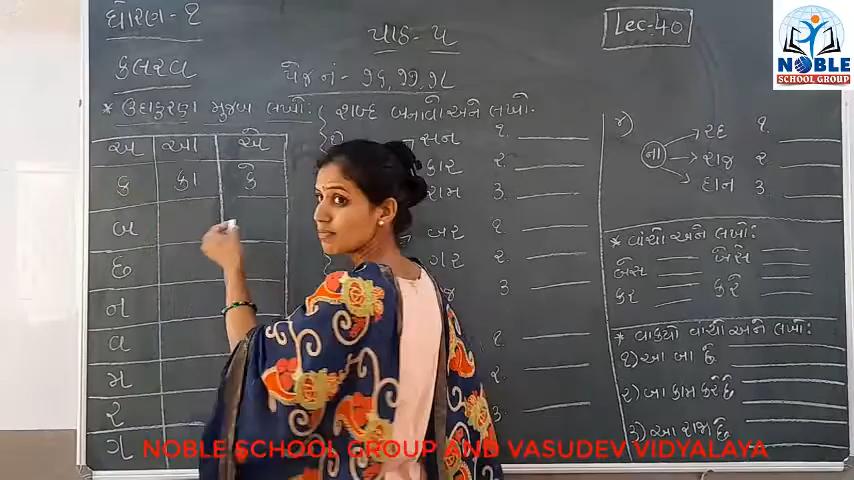 ધોરણ - ૧
પાઠ - ૫
Lec-40
કલરવ
પેજ નં - ૧૬, ૧૭, ૧૮
* ઉદાહરણ મુજબ લખો:
અ આ એ
ક કા કે
બ
છ
ન
વ
મ
ર
ગ
શબ્દ બનાવો અને લખો.
સન ૧.
કાર ૨.
રામ ૩.
બર ૧.
ગર ૨.
૩.
૧.
૨.
૩.
૪)
ના
રદ ૧.
રાજ ૨.
દાન ૩.
* વાંચો અને લખો:
બેસ બેસે
કર કરે
* વાક્યો વાંચો અને લખો:
૧) આ બા છે
૨) બા કામ કરે છે
૩) આ રાજા છે
NOBLE
SCHOOL GROUP
NOBLE SCHOOL GROUP AND VASUDEV VIDYALAYA